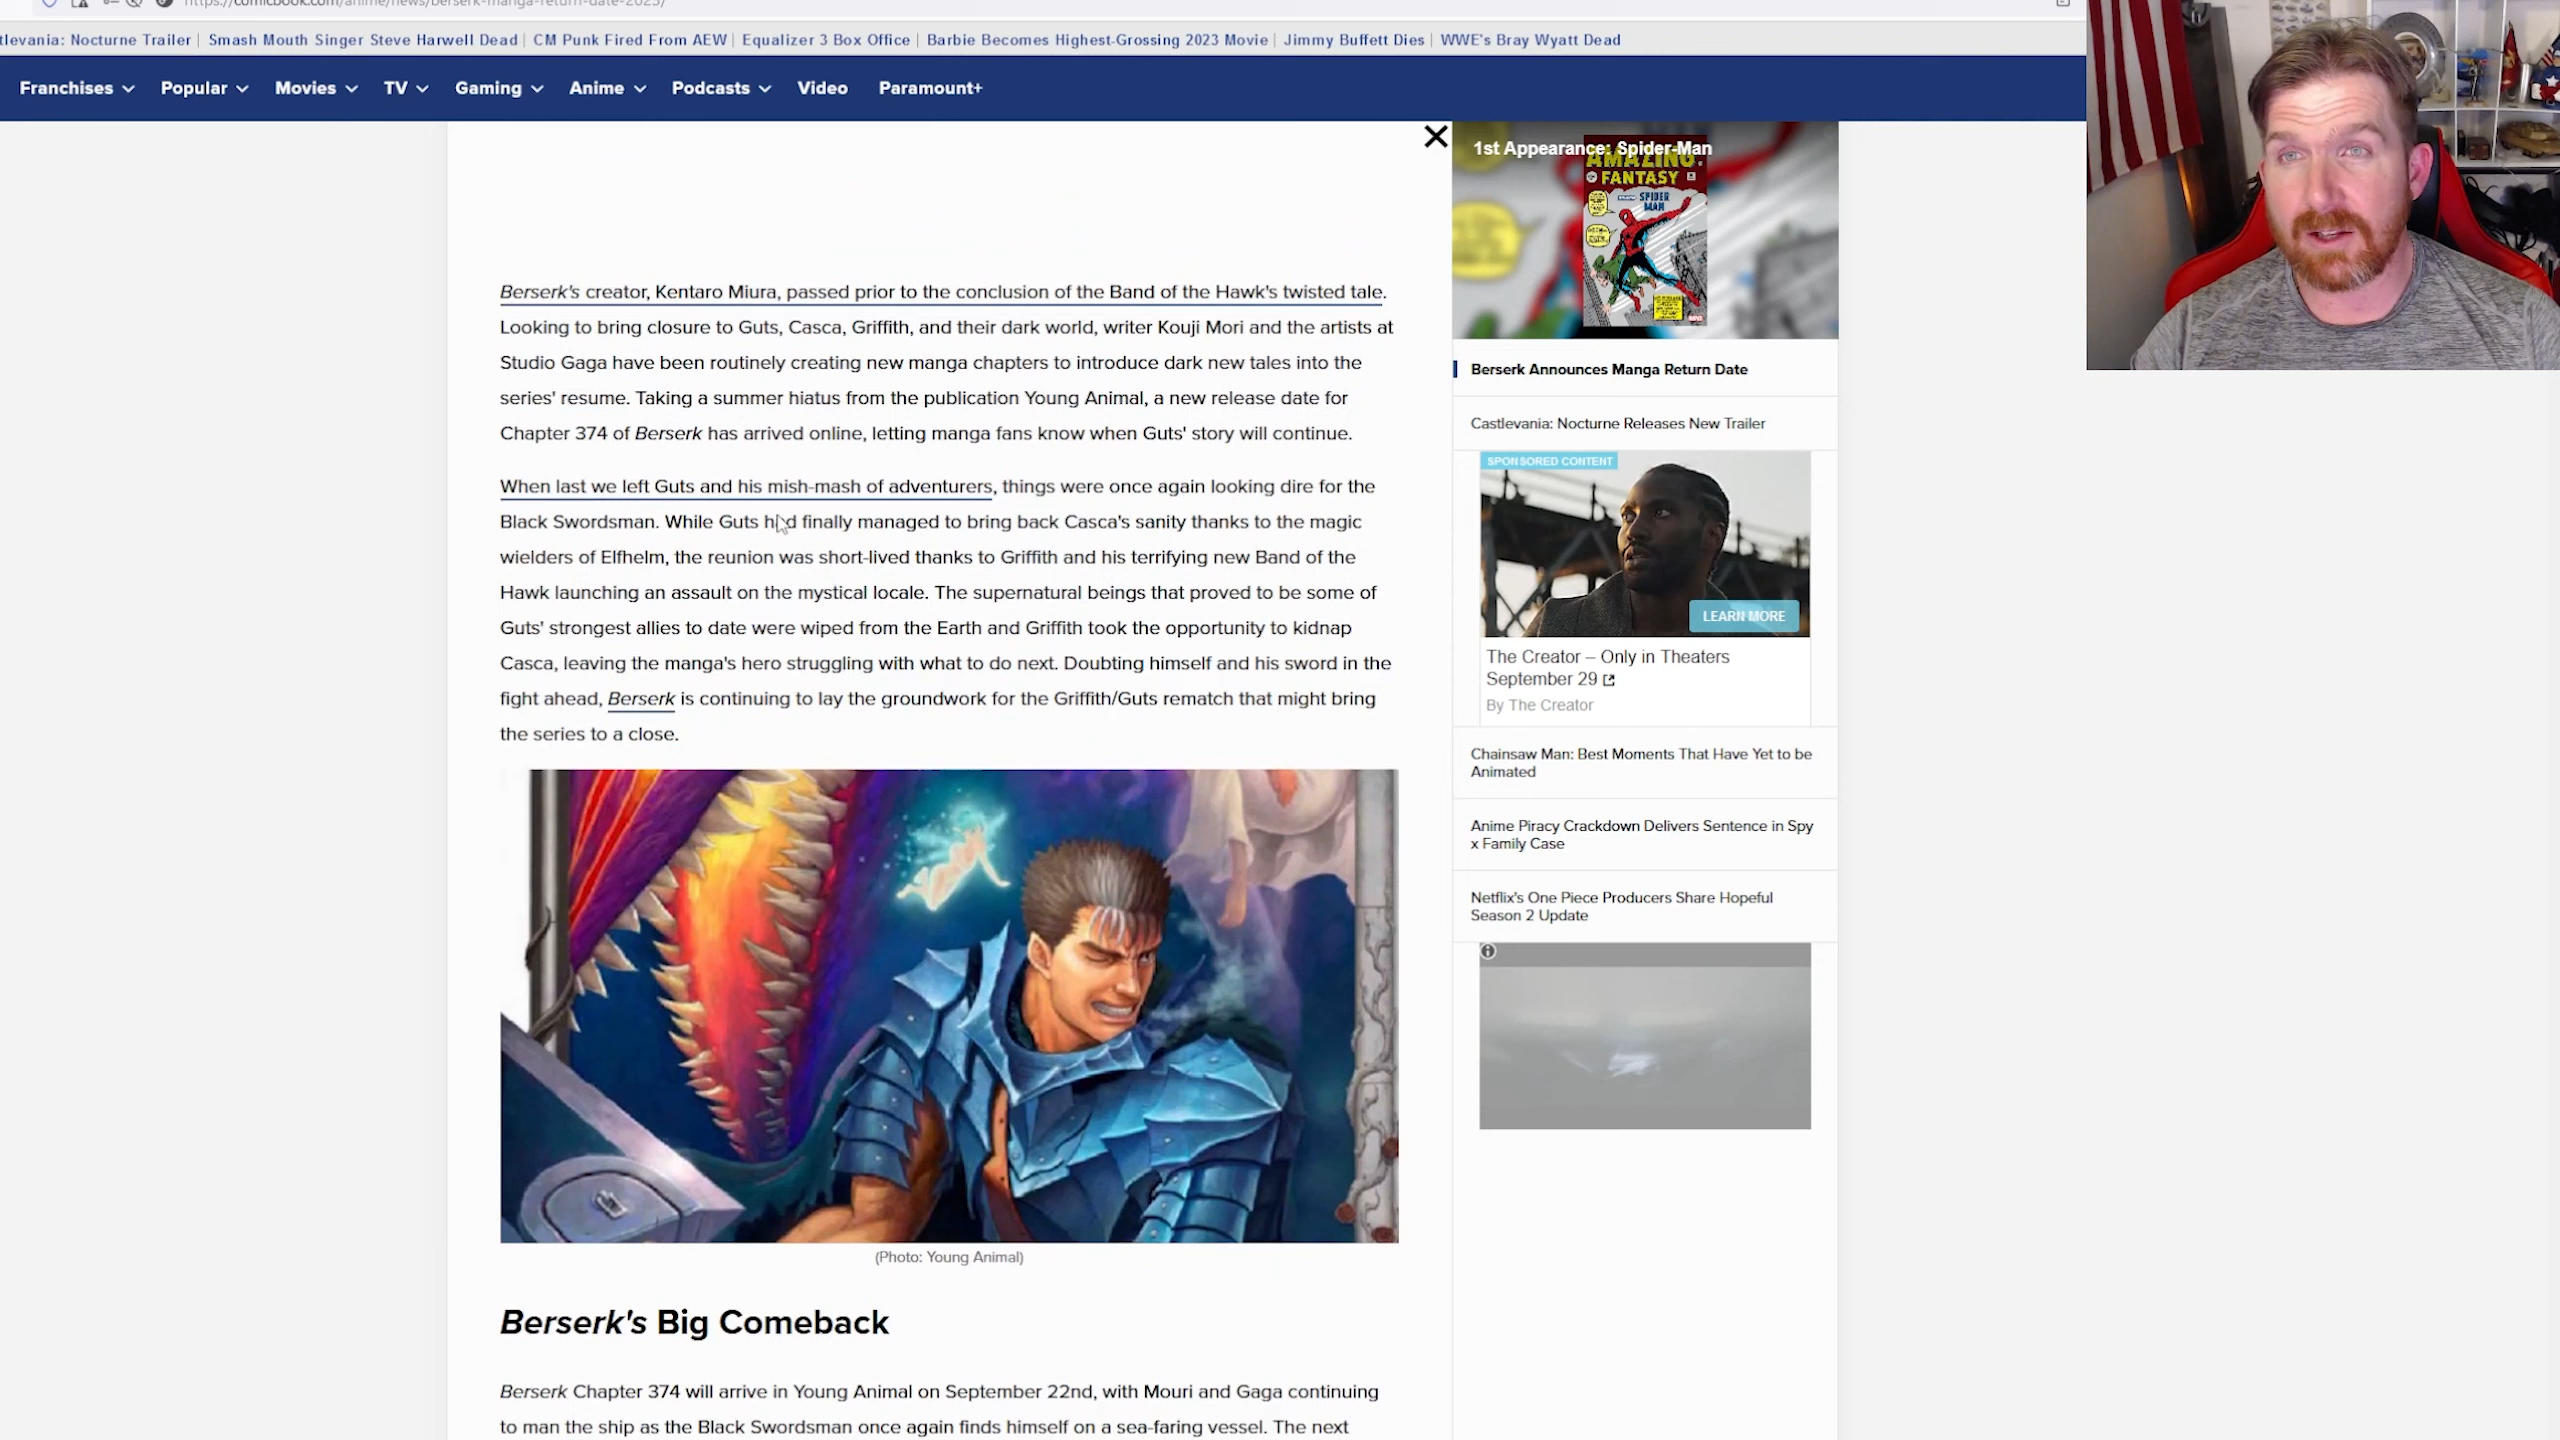 https://comicbook.com/anime/news/berserk-manga-return-date-2023/
tlevania: Nocturne Trailer | Smash Mouth Singer Steve Harwell Dead | CM Punk Fired From AEW | Equalizer 3 Box Office | Barbie Becomes Highest-Grossing 2023 Movie | Jimmy Buffett Dies | WWE's Bray Wyatt Dead
Franchises Popular Movies TV Gaming Anime Podcasts Video Paramount+
1st Appearance: Spider-Man
AMAZING
FANTASY
SPIDER
MAN
Berserk's creator, Kentaro Miura, passed prior to the conclusion of the Band of the Hawk's twisted tale.
Looking to bring closure to Guts, Casca, Griffith, and their dark world, writer Kouji Mori and the artists at
Studio Gaga have been routinely creating new manga chapters to introduce dark new tales into the
series' resume. Taking a summer hiatus from the publication Young Animal, a new release date for
Chapter 374 of Berserk has arrived online, letting manga fans know when Guts' story will continue.
When last we left Guts and his mish-mash of adventurers, things were once again looking dire for the
Black Swordsman. While Guts had finally managed to bring back Casca's sanity thanks to the magic
wielders of Elfhelm, the reunion was short-lived thanks to Griffith and his terrifying new Band of the
Hawk launching an assault on the mystical locale. The supernatural beings that proved to be some of
Guts' strongest allies to date were wiped from the Earth and Griffith took the opportunity to kidnap
Casca, leaving the manga's hero struggling with what to do next. Doubting himself and his sword in the
fight ahead, Berserk is continuing to lay the groundwork for the Griffith/Guts rematch that might bring
the series to a close.
(Photo: Young Animal)
Berserk's Big Comeback
Berserk Chapter 374 will arrive in Young Animal on September 22nd, with Mouri and Gaga continuing
to man the ship as the Black Swordsman once again finds himself on a sea-faring vessel. The next
Berserk Announces Manga Return Date
Castlevania: Nocturne Releases New Trailer
SPONSORED CONTENT
LEARN MORE
The Creator – Only in Theaters
September 29
By The Creator
Chainsaw Man: Best Moments That Have Yet to be
Animated
Anime Piracy Crackdown Delivers Sentence in Spy
x Family Case
Netflix's One Piece Producers Share Hopeful
Season 2 Update